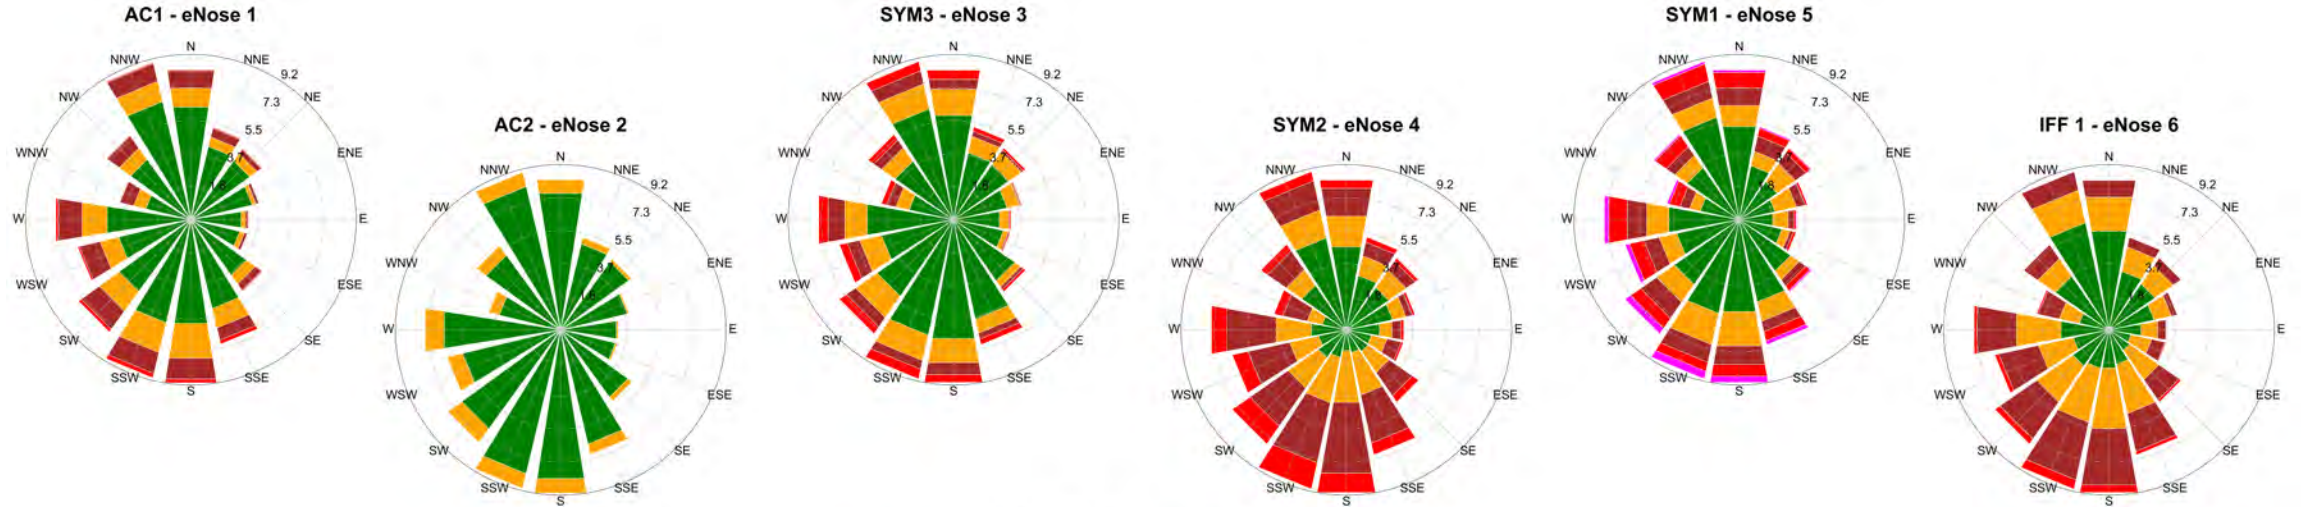 AC1 - eNose 1
N
NNW
NNE
9.2
NW
7.3
NE
5.5
WNW
3.7
ENE
1.8
W
E
WSW
ESE
SW
SE
SSW
SSE
S
AC2 - eNose 2
N
NNW
NNE
9.2
NW
7.3
NE
5.5
WNW
3.7
ENE
1.8
W
E
WSW
ESE
SW
SE
SSW
SSE
S
SYM3 - eNose 3
N
NNW
NNE
9.2
NW
7.3
NE
5.5
WNW
3.7
ENE
1.8
W
E
WSW
ESE
SW
SE
SSW
SSE
S
SYM2 - eNose 4
N
NNW
NNE
9.2
NW
7.3
NE
5.5
WNW
3.7
ENE
1.8
W
E
WSW
ESE
SW
SE
SSW
SSE
S
SYM1 - eNose 5
N
NNW
NNE
9.2
NW
7.3
NE
5.5
WNW
3.7
ENE
1.8
W
E
WSW
ESE
SW
SE
SSW
SSE
S
IFF 1 - eNose 6
N
NNW
NNE
9.2
NW
7.3
NE
5.5
WNW
3.7
ENE
1.8
W
E
WSW
ESE
SW
SE
SSW
SSE
S